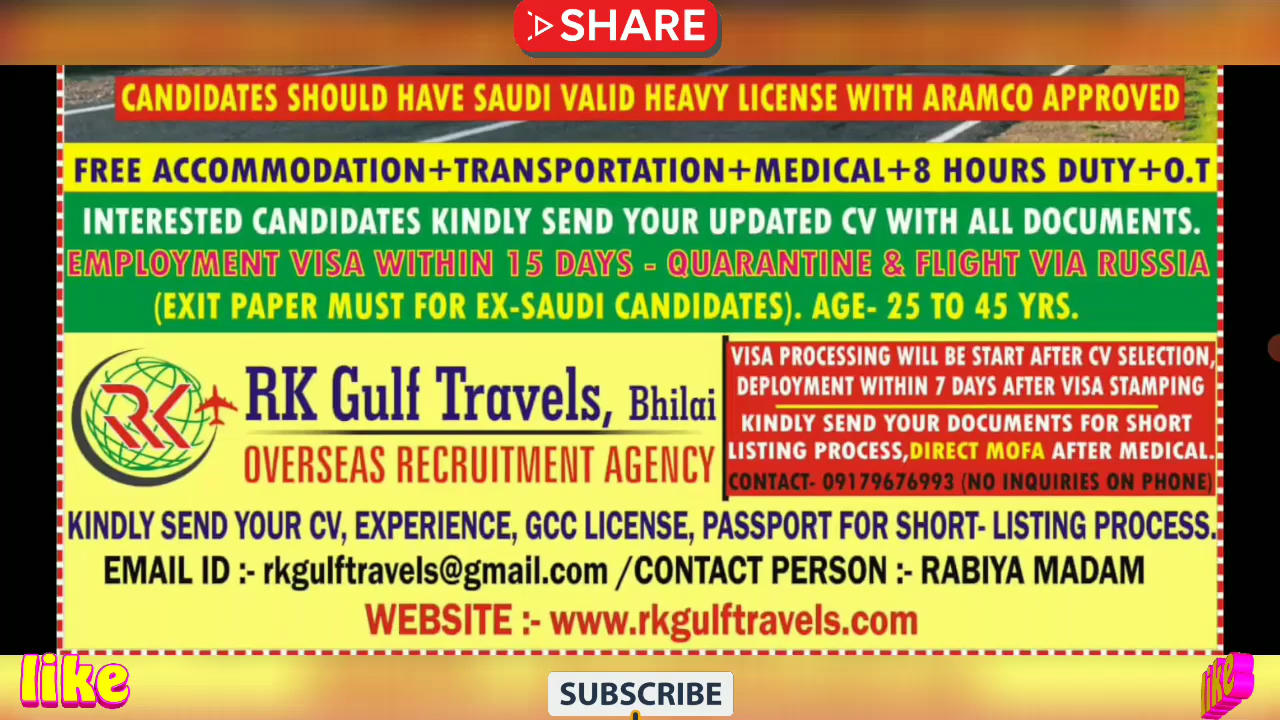 SHARE
CANDIDATES SHOULD HAVE SAUDI VALID HEAVY LICENSE WITH ARAMCO APPROVED
FREE ACCOMMODATION+TRANSPORTATION+MEDICAL+8 HOURS DUTY+O.T
INTERESTED CANDIDATES KINDLY SEND YOUR UPDATED CV WITH ALL DOCUMENTS.
EMPLOYMENT VISA WITHIN 15 DAYS - QUARANTINE & FLIGHT VIA RUSSIA
(EXIT PAPER MUST FOR EX-SAUDI CANDIDATES). AGE- 25 TO 45 YRS.
RK
RK Gulf Travels, Bhilai
OVERSEAS RECRUITMENT AGENCY
VISA PROCESSING WILL BE START AFTER CV SELECTION,
DEPLOYMENT WITHIN 7 DAYS AFTER VISA STAMPING
KINDLY SEND YOUR DOCUMENTS FOR SHORT
LISTING PROCESS,DIRECT MOFA AFTER MEDICAL.
CONTACT- 09179676993 (NO INQUIRIES ON PHONE)
KINDLY SEND YOUR CV, EXPERIENCE, GCC LICENSE, PASSPORT FOR SHORT- LISTING PROCESS.
EMAIL ID :- rkgulftravels@gmail.com /CONTACT PERSON :- RABIYA MADAM
WEBSITE :- www.rkgulftravels.com
like
SUBSCRIBE
like